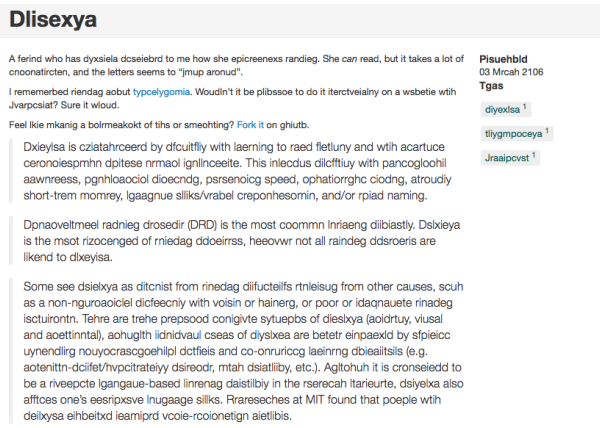 Dlisexya
A ferind who has dyxsiela dcseiebrd to me how she epicreenexs randieg. She can read, but it takes a lot of
cnoonatircten, and the letters seems to “jmup aronud”.
I rememerbed riendag aobut typcelygomia. WoudIn’t it be plibssoe to do it iterctveialny on a wsbetie wtih
Jvarpcsiat? Sure it wloud.
Feel lkie mkanig a bolrmeakokt of tihs or smeohting? Fork it on ghiutb.
Dxieylsa is cziatahrceerd by dfcuitfliy with laerning to raed fletluny and wtih acartuce
ceronoiespmhn dpitese nrmaol ignllnceeite. This inlecdus dilcfftiuy with pancogloohil
aawnreess, pgnhloaociol dioecndg, psrsenoicg speed, ophatiorrghc ciodng, atroudiy
short-trem momrey, lgaagnue slliks/vrabel creponhesomin, and/or rpiad naming.
Dpnaoveltmeel radnieg drosedir (DRD) is the most coommn lnriaeng diibiastly. Dslxieya
is the msot rizocenged of rniedag ddoeirrss, heeovwr not all raindeg ddsroeris are
likend to dlxeyisa.
Some see dsielxya as ditcnist from rinedag diifucteilfs rtnleisug from other causes, scuh
as a non-nguroaoiclel dicfeecniy with voisin or hainerg, or poor or idaqnauete rinadeg
isctuirontn. Tehre are trehe prepsood conigivte sytuepbs of dieslxya (aoidrtuy, viusal
and aoettinntal), aohuglth iidnidvaul cseas of diyslxea are betetr einpaexld by sfpieicc
uynendlirg nouyocrascgoehilpl dctfieis and co-onruriccg laeinrng dbieaiitsils (e.g.
aotenittn-dciifet/hvpcitrateiyy dsireodr, mtah dsiatliiby, etc.). Agltohuh it is cronseiedd to
be a riveepcte lgangaue-based linrenag daistilbiy in the rserecah ltarieurte, dsiyelxa also
afftces one’s eesripxsve lnugaage sillks. Rrareseches at MIT found that poeple wtih
deilxysa eihbeitxd ieamiprd vcoie-rcoionetign aietlibis.
Pisuehbld
03 Mrcah 2106
Tgas
diyexlsa 1
tliygmpoceya 1
Jraaipcvst 1